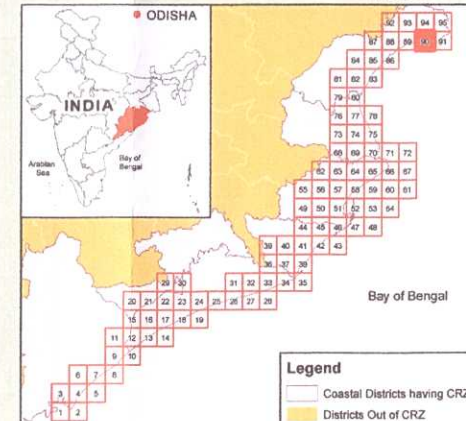 ODISHA
INDIA
Arabian
Sea
Bay of
Bengal
92 93 94 95
87 88 89 90 91
84 85 86
81 82 83
79 80
76 77 78
73 74 75
68 69 70 71 72
62 63 64 65 66 67
55 56 57 58 59 60 61
49 50 51 52 53 54
44 45 46 47 48
39 40 41 42 43
36 37 38
29 30 31 32 33 34 35
20 21 22 23 24 25 26 27 28
15 16 17 18 19
11 12 13 14
9 10
6 7 8
3 4 5
1 2
Bay of Bengal
Legend
Coastal Districts having CRZ
Districts Out of CRZ